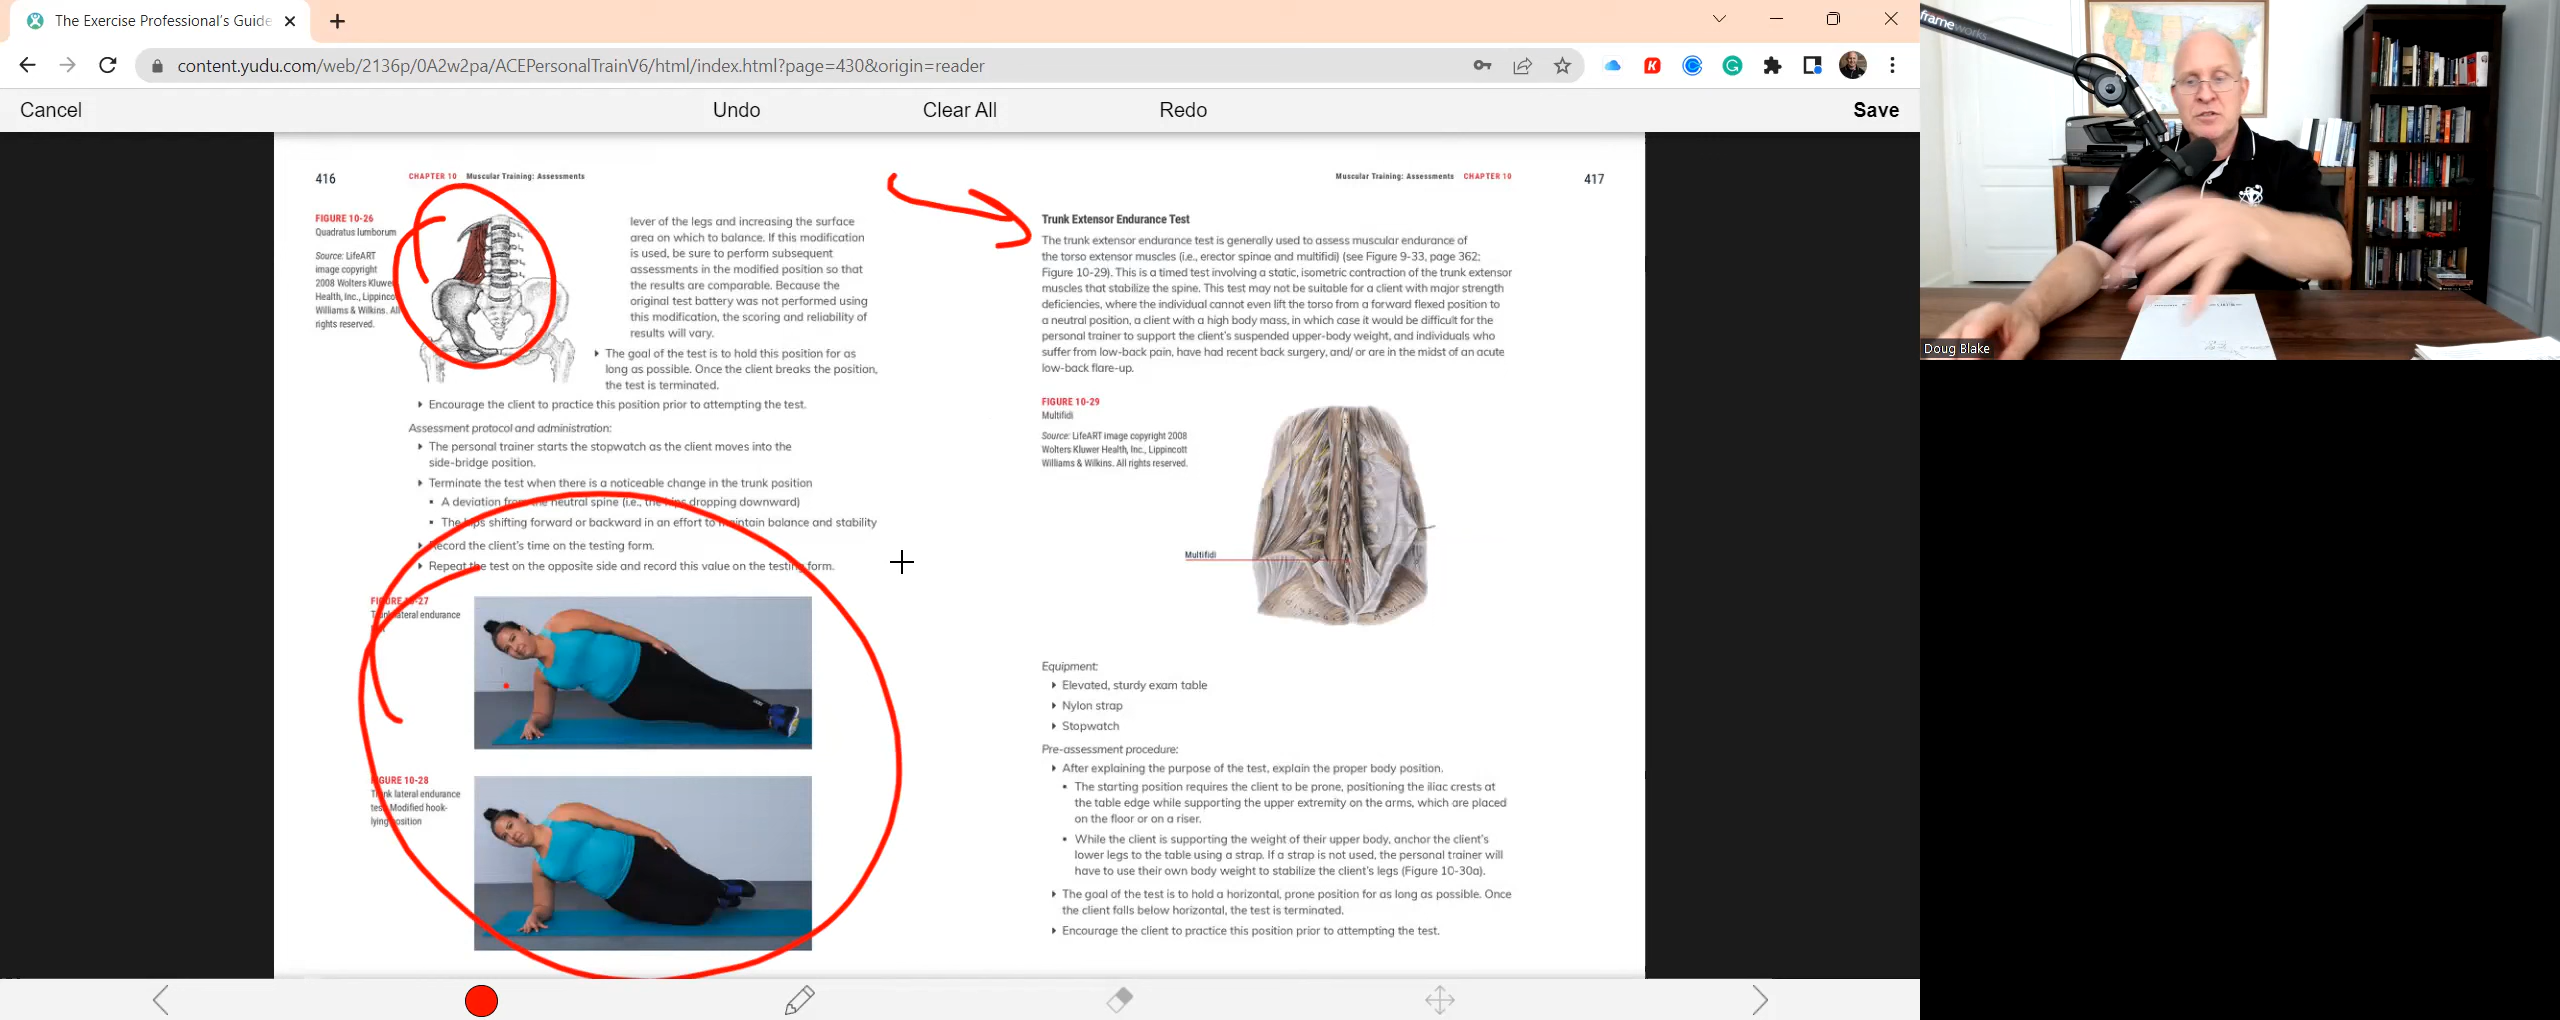 The Exercise Professional's Guide
content.yudu.com/web/2136p/0A2w2pa/ACEPersonalTrainV6/html/index.html?page=430&origin=reader
Cancel
Undo
Clear All
Redo
Save
416
CHAPTER 10 Muscular Training: Assessments
FIGURE 10-26
Quadratus lumborum
Source: LifeART
image copyright
2008 Wolters Kluwer
Health, Inc., Lippinco
Williams & Wilkins. All
rights reserved.
lever of the legs and increasing the surface
area on which to balance. If this modification
is used, be sure to perform subsequent
assessments in the modified position so that
the results are comparable. Because the
original test battery was not performed using
this modification, the scoring and reliability of
results will vary.
The goal of the test is to hold this position for as
long as possible. Once the client breaks the position,
the test is terminated.
Encourage the client to practice this position prior to attempting the test.
Assessment protocol and administration:
The personal trainer starts the stopwatch as the client moves into the
side-bridge position.
Terminate the test when there is a noticeable change in the trunk position
A deviation from the neutral spine (i.e., the hips dropping downward)
The hips shifting forward or backward in an effort to maintain balance and stability
Record the client's time on the testing form.
Repeat the test on the opposite side and record this value on the testing form.
FIGURE 10-27
Trunk lateral endurance
FIGURE 10-28
Trunk lateral endurance
test: Modified hook-
lying position
Muscular Training: Assessments CHAPTER 10
417
Trunk Extensor Endurance Test
The trunk extensor endurance test is generally used to assess muscular endurance of
the torso extensor muscles (i.e., erector spinae and multifidi) (see Figure 9-33, page 362;
Figure 10-29). This is a timed test involving a static, isometric contraction of the trunk extensor
muscles that stabilize the spine. This test may not be suitable for a client with major strength
deficiencies, where the individual cannot even lift the torso from a forward flexed position to
a neutral position, a client with a high body mass, in which case it would be difficult for the
personal trainer to support the client's suspended upper-body weight, and individuals who
suffer from low-back pain, have had recent back surgery, and/ or are in the midst of an acute
low-back flare-up.
FIGURE 10-29
Multifidi
Source: LifeART image copyright 2008
Wolters Kluwer Health, Inc., Lippincott
Williams & Wilkins. All rights reserved.
Multifidi
Equipment:
Elevated, sturdy exam table
Nylon strap
Stopwatch
Pre-assessment procedure:
After explaining the purpose of the test, explain the proper body position.
The starting position requires the client to be prone, positioning the iliac crests at
the table edge while supporting the upper extremity on the arms, which are placed
on the floor or on a riser.
While the client is supporting the weight of their upper body, anchor the client's
lower legs to the table using a strap. If a strap is not used, the personal trainer will
have to use their own body weight to stabilize the client's legs (Figure 10-30a).
The goal of the test is to hold a horizontal, prone position for as long as possible. Once
the client falls below horizontal, the test is terminated.
Encourage the client to practice this position prior to attempting the test.
frameworks
Doug Blake